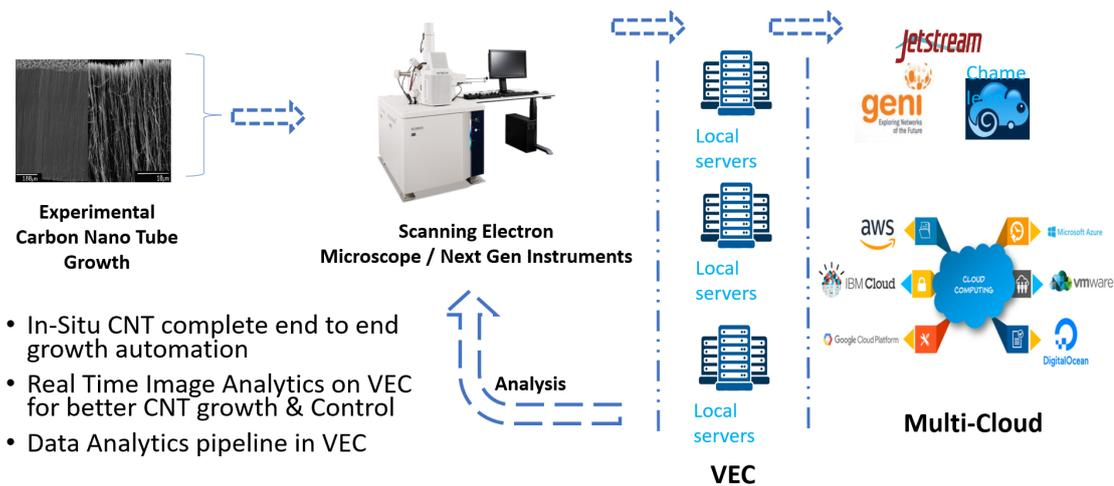 Experimental
Carbon Nano Tube
Growth
Scanning Electron
Microscope / Next Gen Instruments
• In-Situ CNT complete end to end
growth automation
• Real Time Image Analytics on VEC
for better CNT growth & Control
• Data Analytics pipeline in VEC
Analysis
Local
servers
Local
servers
Local
servers
VEC
Jetstream
geni
Exploring Networks
of the Future
Chame
le
aws
Microsoft Azure
IBM Cloud
CLOUD
COMPUTING
vmware
Google Cloud Platform
DigitalOcean
Multi-Cloud